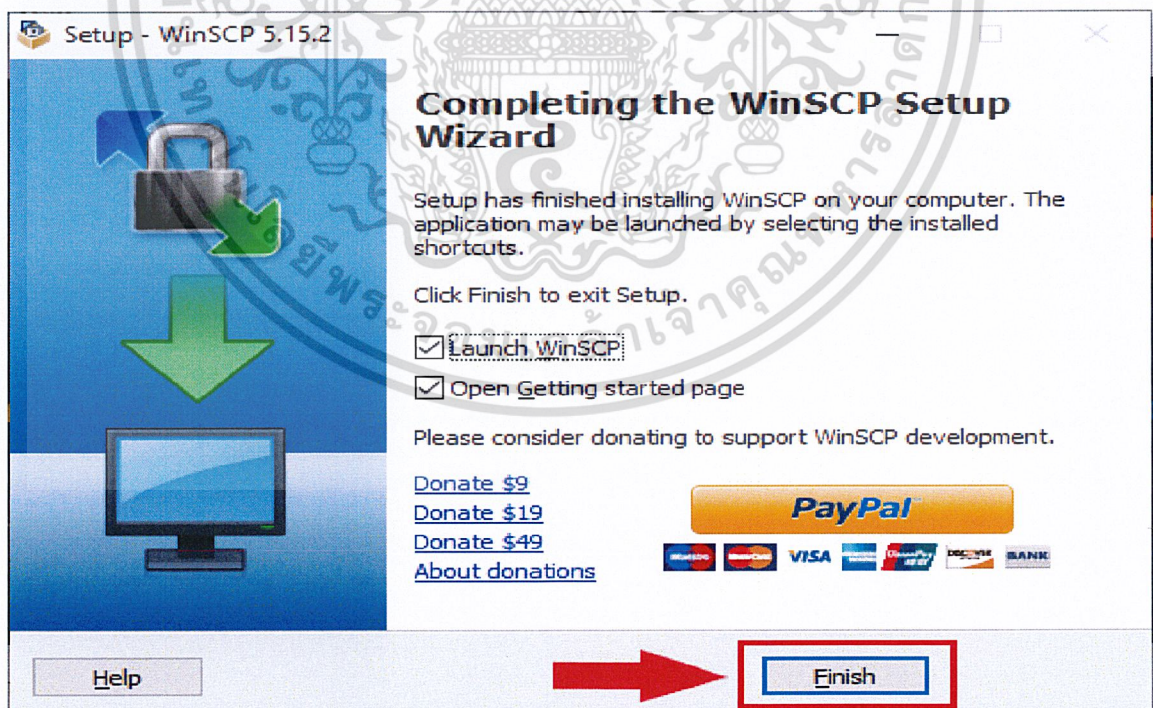 Setup - WinSCP 5.15.2
Completing the WinSCP Setup
Wizard
Setup has finished installing WinSCP on your computer. The
application may be launched by selecting the installed
shortcuts.
Click Finish to exit Setup.
Launch WinSCP
Open Getting started page
Please consider donating to support WinSCP development.
Donate $9
Donate $19
Donate $49
About donations
PayPal
VISA
BANK
Help
Finish